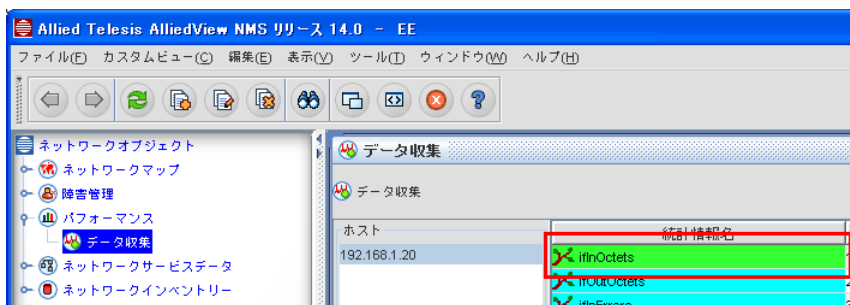 Allied Telesis AlliedView NMS リリース 14.0 - EE
ファイル(F) カスタムビュー(C) 編集(E) 表示(V) ツール(T) ウィンドウ(W) ヘルプ(H)
ネットワークオブジェクト
ネットワークマップ
障害管理
パフォーマンス
データ収集
ネットワークサービスデータ
ネットワークインベントリー
データ収集
データ収集
ホスト
192.168.1.20
統計情報名
ifInOctets
ifOutOctets
ifInErrors